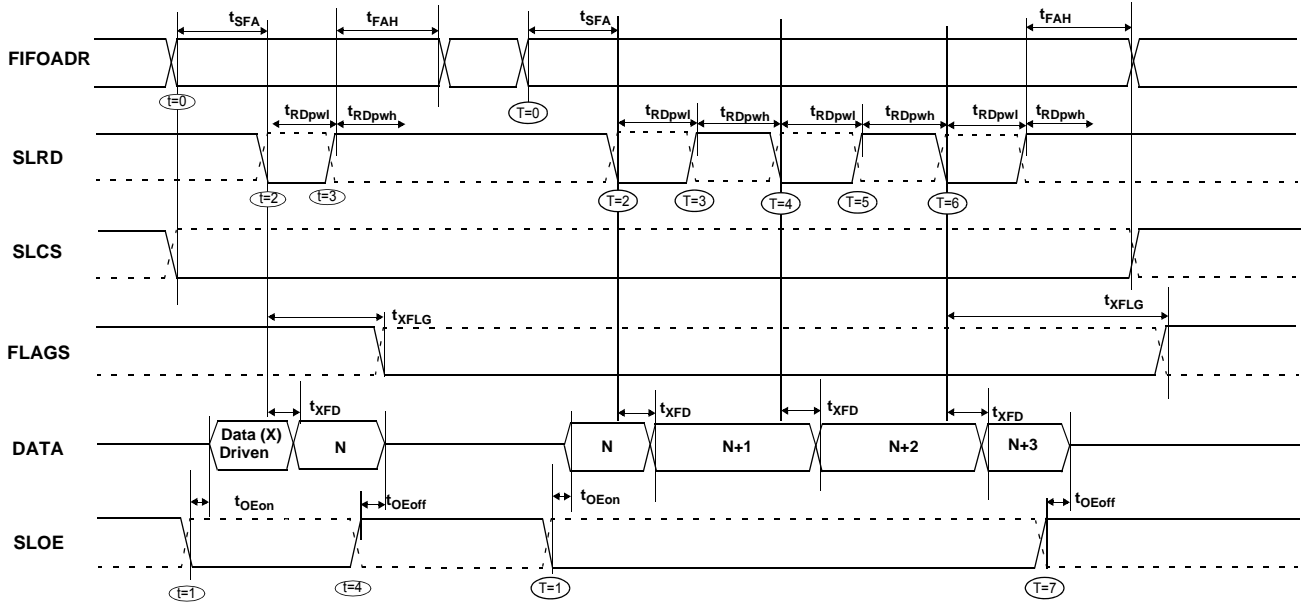 tSFA tFAH tSFA tFAH
FIFOADR
t=0 T=0
tRDpwl tRDpwh tRDpwl tRDpwh tRDpwl tRDpwh tRDpwl tRDpwh
SLRD
t=2 t=3 T=2 T=3 T=4 T=5 T=6
SLCS
tXFLG tXFLG
FLAGS
tXFD tXFD tXFD tXFD
DATA
Data (X)
Driven
N N N+1 N+2 N+3
tOEon tOEoff tOEon tOEoff
SLOE
t=1 t=4 T=1 T=7